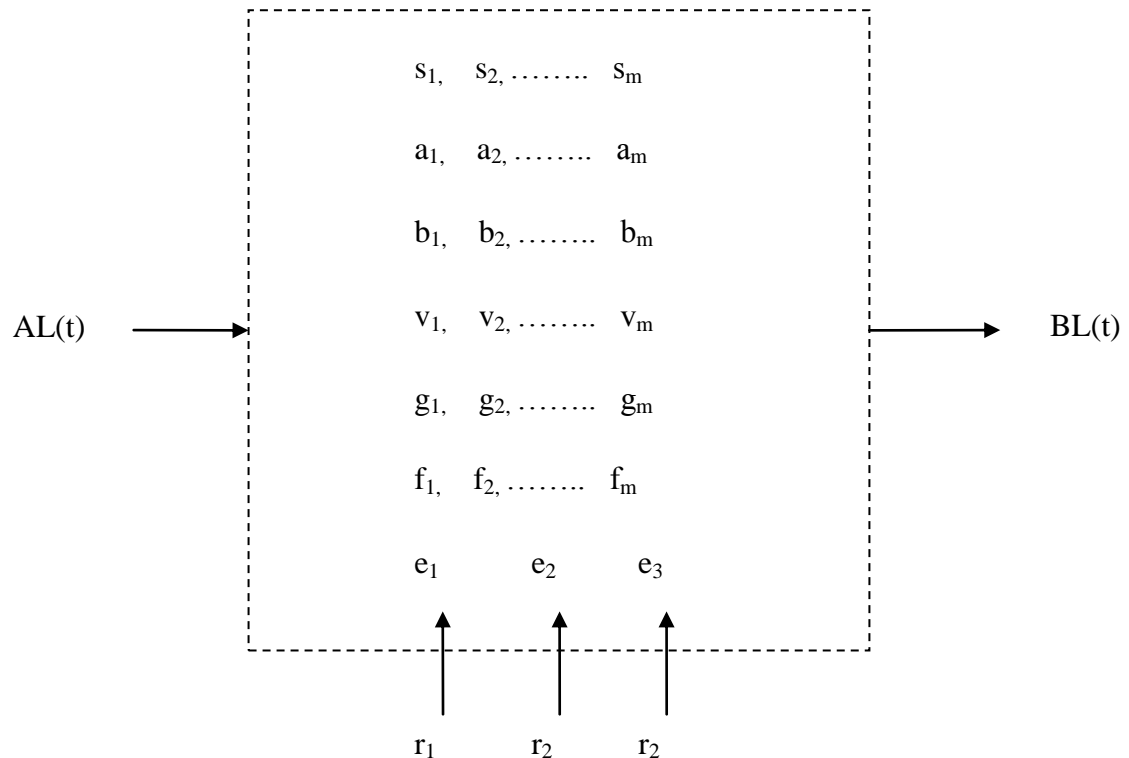 s₁, s₂, …….. sₘ
a₁, a₂, …….. aₘ
b₁, b₂, …….. bₘ
AL(t) v₁, v₂, …….. vₘ BL(t)
g₁, g₂, …….. gₘ
f₁, f₂, …….. fₘ
e₁ e₂ e₃
r₁ r₂ r₂